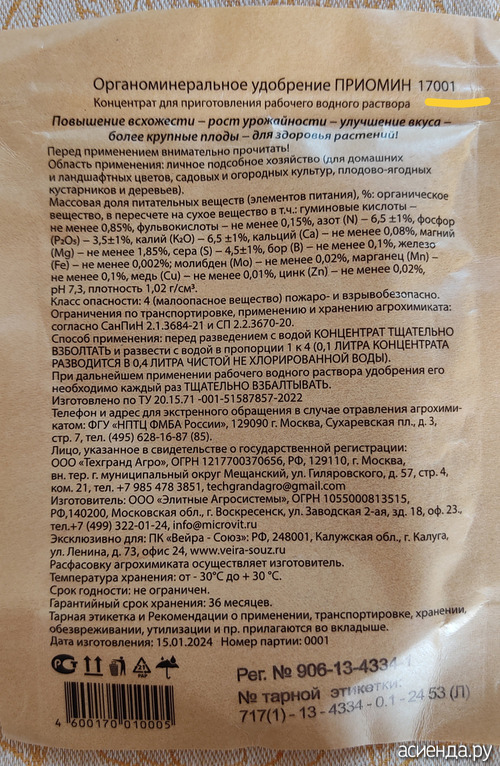 Органоминеральное удобрение ПРИОМИН 17001
Концентрат для приготовления рабочего водного раствора
Повышение всхожести – рост урожайности – улучшение вкуса –
более крупные плоды – для здоровья растений!
Перед применением внимательно прочитать!
Область применения: личное подсобное хозяйство (для домашних
и ландшафтных цветов, садовых и огородных культур, плодово-ягодных
кустарников и деревьев).
Массовая доля питательных веществ (элементов питания), %: органическое
вещество, в пересчете на сухое вещество в т.ч.: гуминовые кислоты –
не менее 0,85%, фульвокислоты – не менее 0,15%, азот (N) – 6,5 ±1%, фосфор
(P₂O₅) – 3,5±1%, калий (K₂O) – 6,5 ±1%, кальций (Ca) – не менее 0,08%, магний
(Mg) – не менее 1,85%, сера (S) – 4,5±1%, бор (B) – не менее 0,1%, железо
(Fe) – не менее 0,002%; молибден (Mo) – не менее 0,02%, марганец (Mn) –
не менее 0,1%, медь (Cu) – не менее 0,01%, цинк (Zn) – не менее 0,02%,
pH 7,3, плотность 1,02 г/см³.
Класс опасности: 4 (малоопасное вещество) пожаро- и взрывобезопасно.
Ограничения по транспортировке, применению и хранению агрохимиката:
согласно СанПиН 2.1.3684-21 и СП 2.2.3670-20.
Способ применения: перед разведением с водой КОНЦЕНТРАТ ТЩАТЕЛЬНО
ВЗБОЛТАТЬ и развести с водой в пропорции 1 к 4 (0,1 ЛИТРА КОНЦЕНТРАТА
РАЗВОДИТСЯ В 0,4 ЛИТРА ЧИСТОЙ НЕ ХЛОРИРОВАННОЙ ВОДЫ).
При дальнейшем применении рабочего водного раствора удобрения его
необходимо каждый раз ТЩАТЕЛЬНО ВЗБАЛТЫВАТЬ.
Изготовлено по ТУ 20.15.71 -001-51587857-2022
Телефон и адрес для экстренного обращения в случае отравления агрохими-
катом: ФГУ «НПТЦ ФМБА России», 129090 г. Москва, Сухаревская пл., д. 3,
стр. 7, тел. (495) 628-16-87 (85).
Лицо, указанное в свидетельстве о государственной регистрации:
ООО «Техгранд Агро», ОГРН 1217700370656, РФ, 129110, г. Москва,
вн. тер. г. муниципальный округ Мещанский, ул. Гиляровского, д. 57, стр. 4,
ком. 21, тел. +7 985 478 3851, techgrandagro@gmail.com
Изготовитель: ООО «Элитные Агросистемы», ОГРН 1055000813515,
РФ,140200, Московская обл., г. Воскресенск, ул. Заводская 2-ая, зд. 18, оф. 23.,
тел.+7 (499) 322-01-24, info@microvit.ru
Эксклюзивно для: ПК «Вейра - Союз»: РФ, 248001, Калужская обл., г. Калуга,
ул. Ленина, д. 73, офис 24, www.veira-souz.ru
Расфасовку агрохимиката осуществляет изготовитель.
Температура хранения: от - 30°С до + 30 °С.
Срок годности: не ограничен.
Гарантийный срок хранения: 36 месяцев.
Тарная этикетка и Рекомендации о применении, транспортировке, хранении,
обезвреживании, утилизации и пр. прилагаются во вкладыше.
Дата изготовления: 15.01.2024 Номер партии: 0001
Рег. № 906-13-4334-1
№ тарной этикетки:
717(1) - 13 - 4334 - 0.1 - 24 53 (Л)
4 600170 010005
асиенда.ру